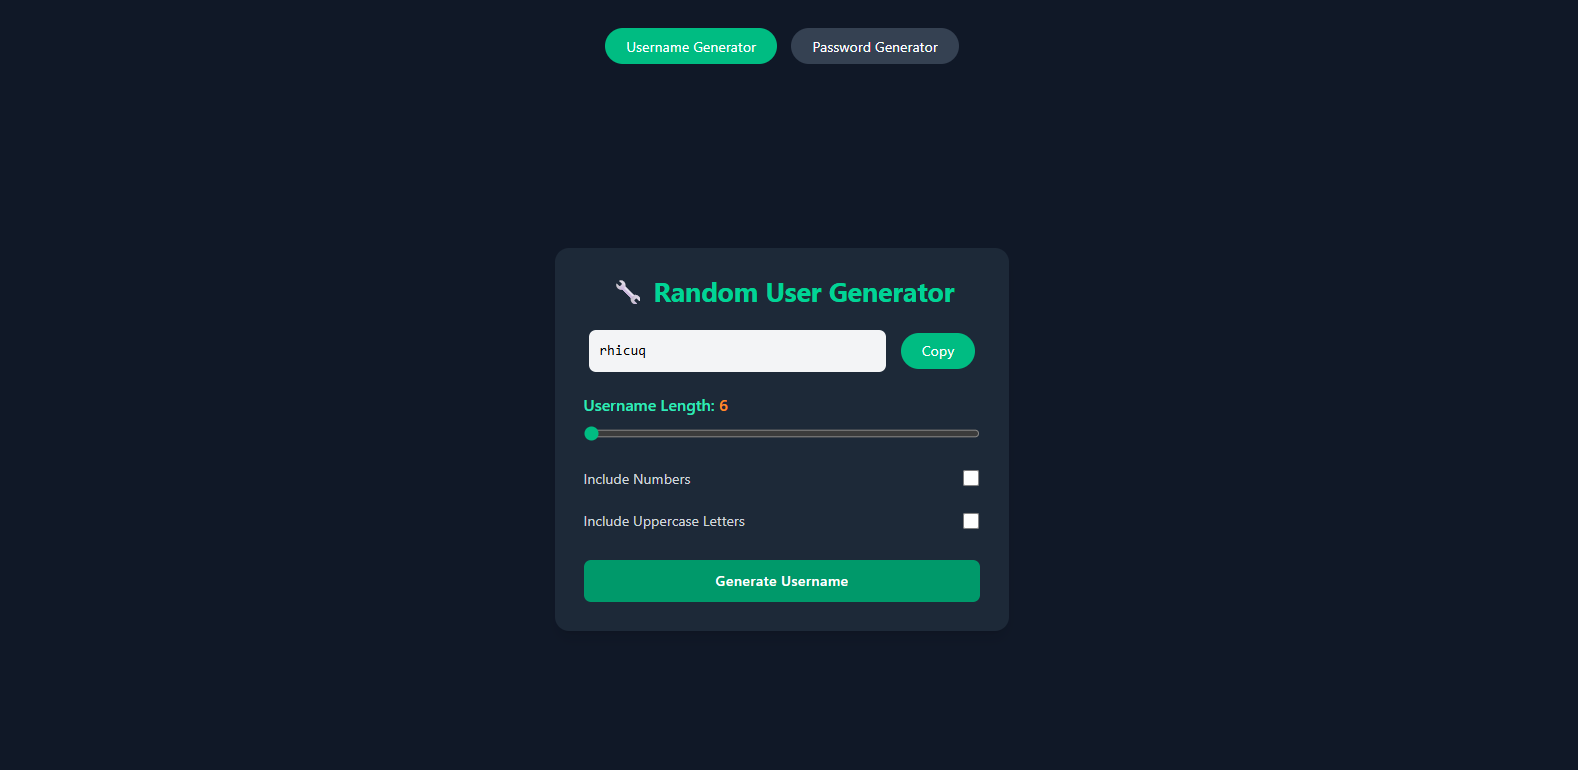 Username Generator Password Generator
Random User Generator
rhicuq Copy
Username Length: 6
Include Numbers
Include Uppercase Letters
Generate Username